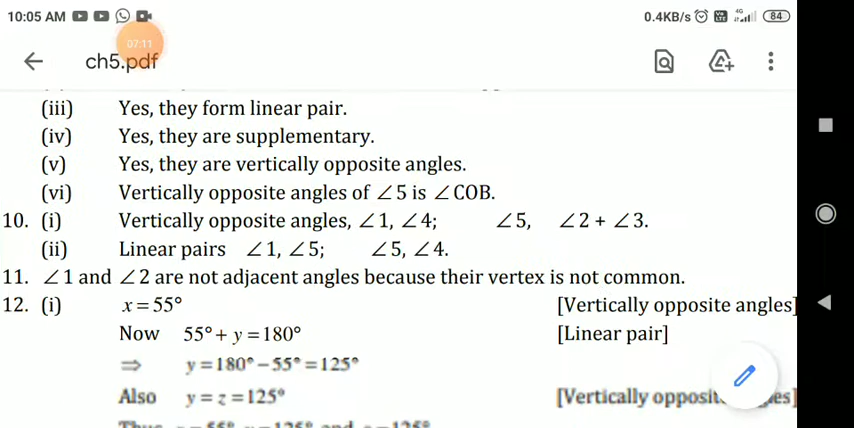 10:05 AM 0.4KB/s 4G 84
07:11
ch5.pdf
(iii) Yes, they form linear pair.
(iv) Yes, they are supplementary.
(v) Yes, they are vertically opposite angles.
(vi) Vertically opposite angles of ∠5 is ∠COB.
10. (i) Vertically opposite angles, ∠1, ∠4; ∠5, ∠2 + ∠3.
(ii) Linear pairs ∠1, ∠5; ∠5, ∠4.
11. ∠1 and ∠2 are not adjacent angles because their vertex is not common.
12. (i) x = 55° [Vertically opposite angles]
Now 55° + y = 180° [Linear pair]
⇒ y = 180° − 55° = 125°
Also y = z = 125° [Vertically